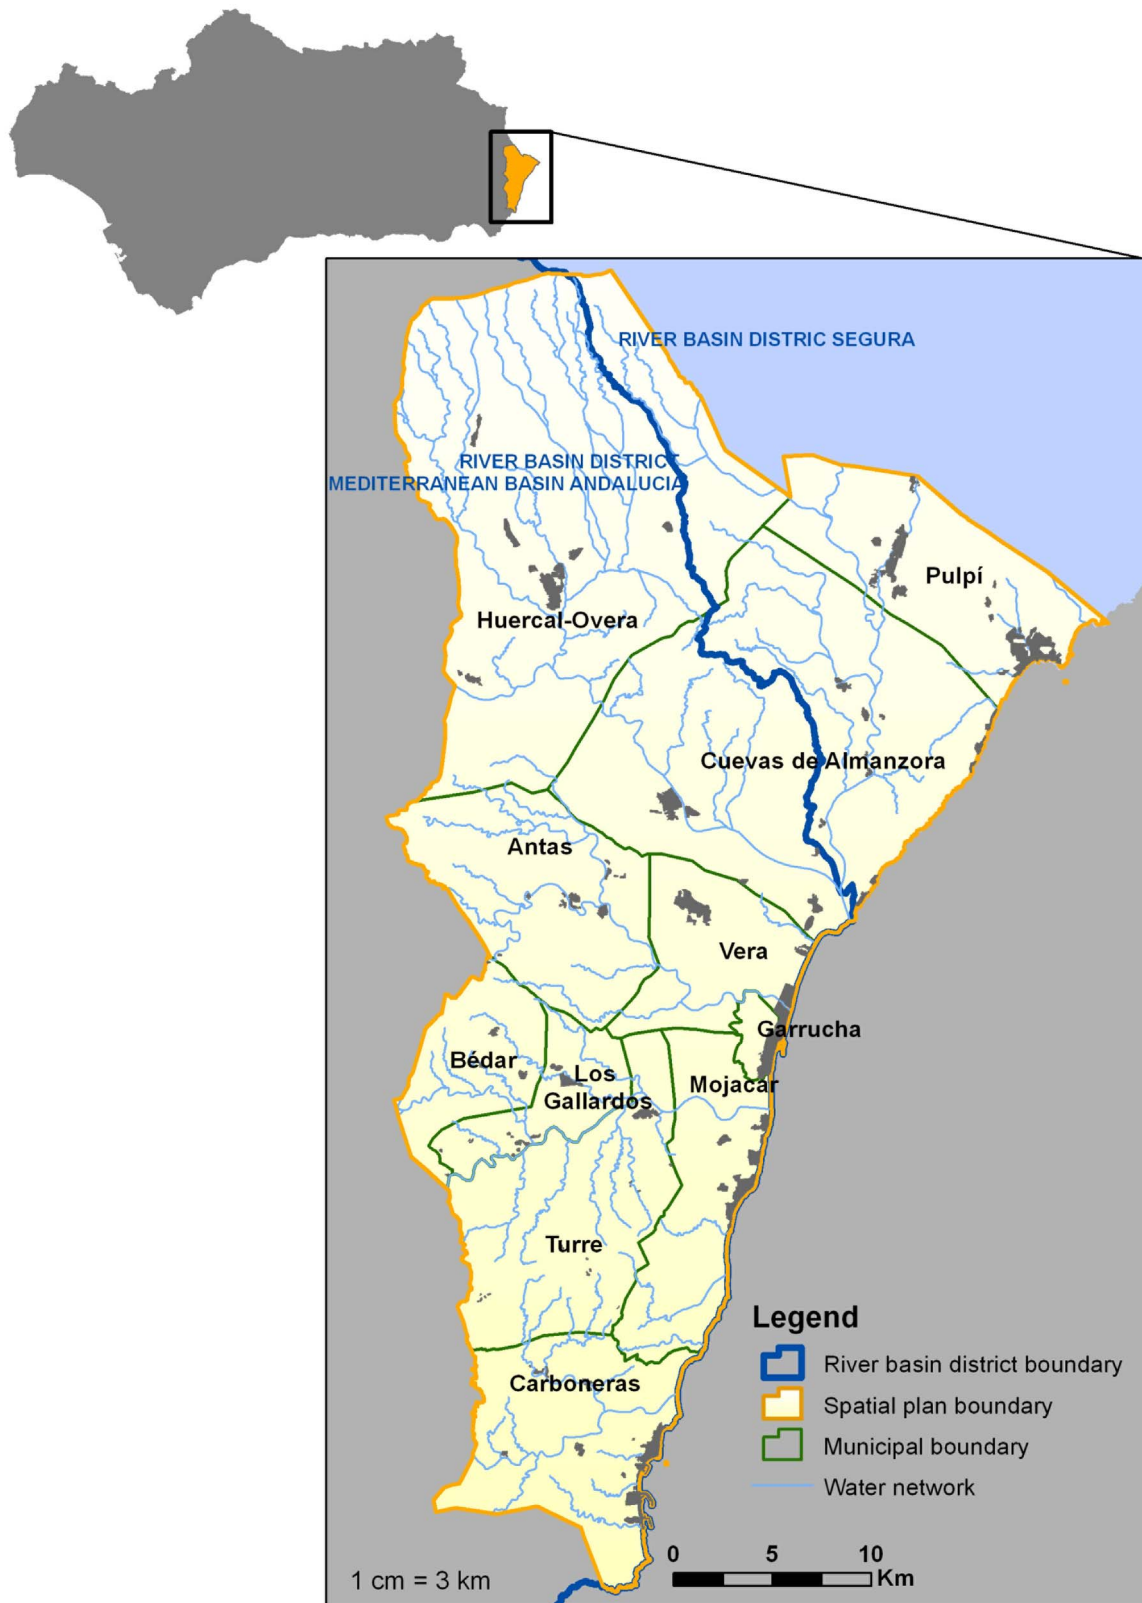 RIVER BASIN DISTRIC SEGURA
RIVER BASIN DISTRICT
MEDITERRANEAN BASIN ANDALUCIA
Pulpí
Huercal-Overa
Cuevas de Almanzora
Antas
Vera
Garrucha
Bédar
Los
Gallardos
Mojacar
Turre
Carboneras
Legend
River basin district boundary
Spatial plan boundary
Municipal boundary
Water network
0 5 10
Km
1 cm = 3 km